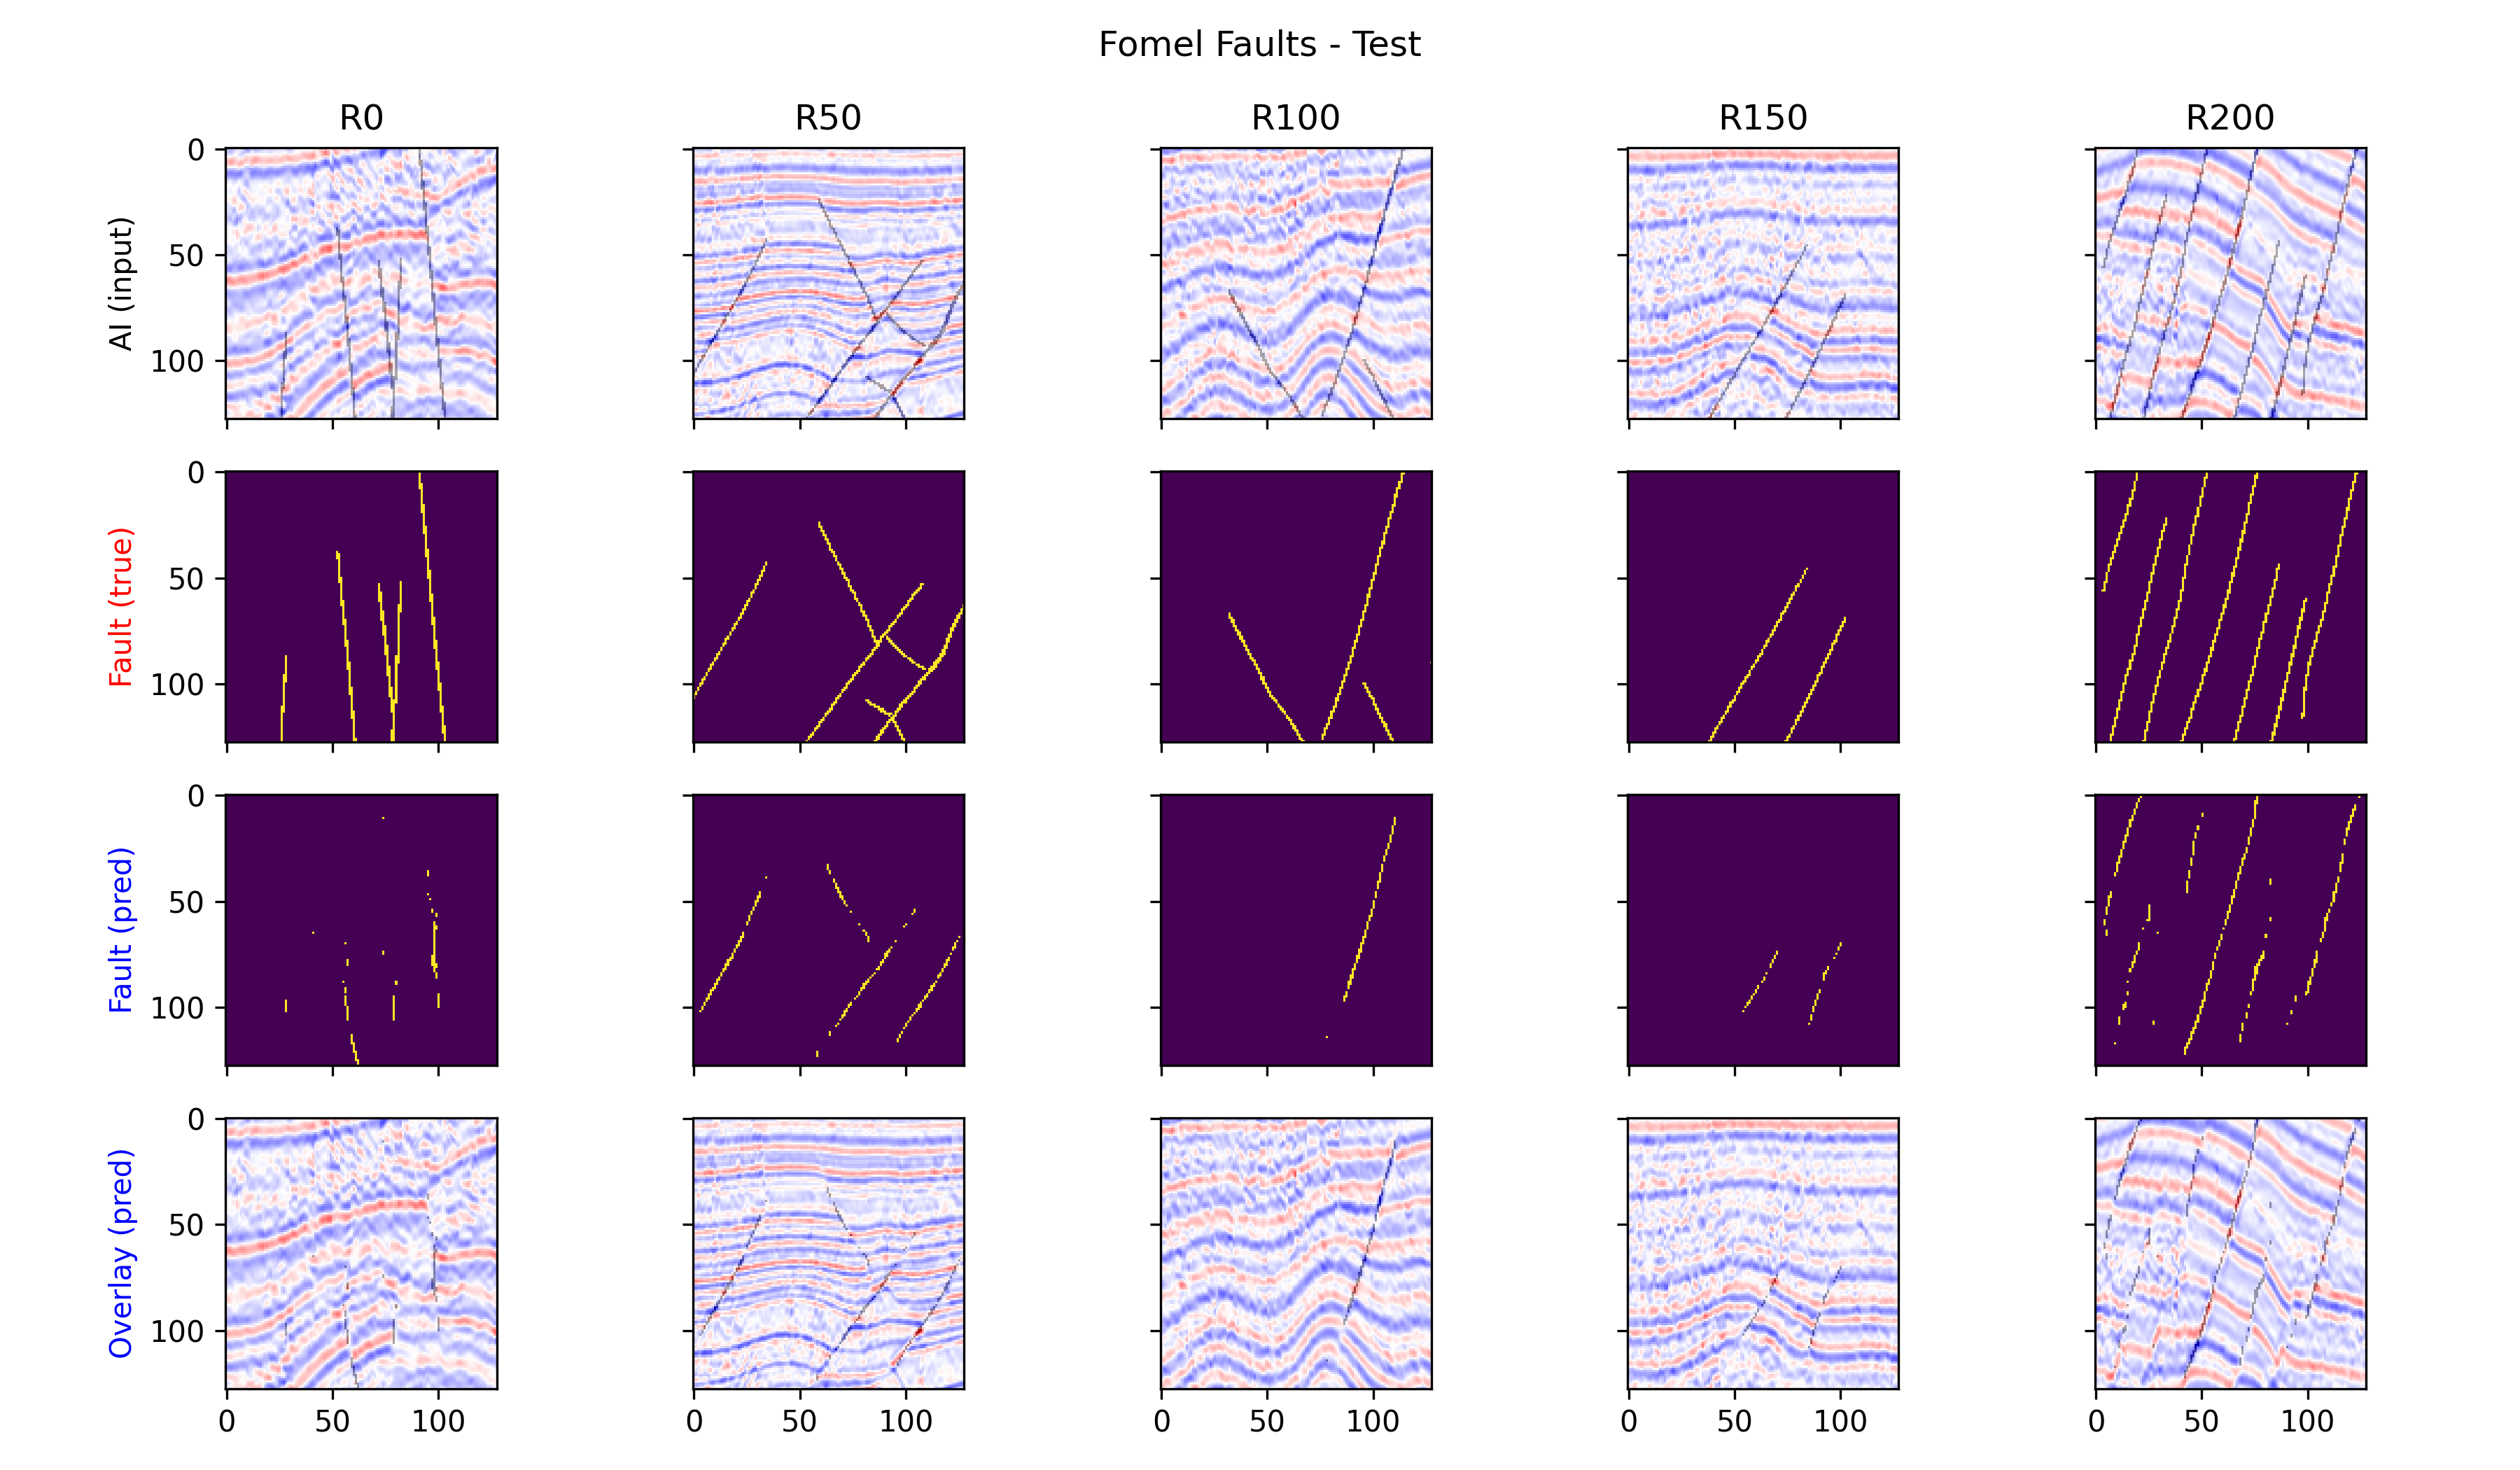 Fomel Faults - Test
R0 R50 R100 R150 R200
AI (input)
0
50
100
Fault (true)
0
50
100
Fault (pred)
0
50
100
Overlay (pred)
0
50
100
0 50 100 0 50 100 0 50 100 0 50 100 0 50 100